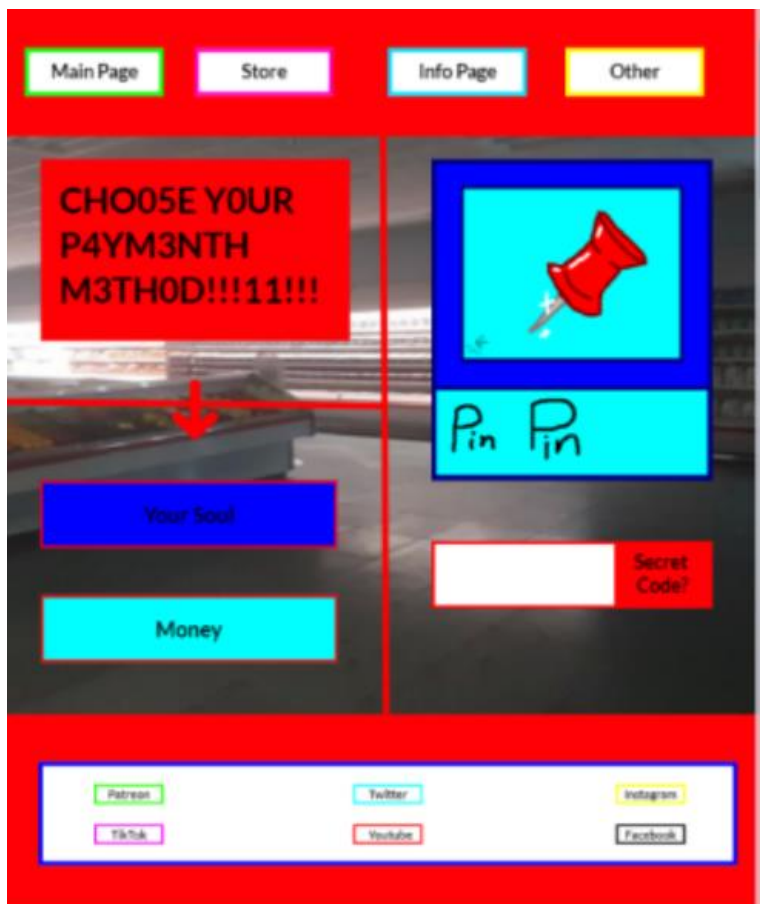 Main Page
Store
Info Page
Other
CHO05E Y0UR
P4YM3NTH
M3TH0D!!!11!!!
Your Soul
Money
Pin Pin
Secret
Code?
Patreon
Twitter
Instagram
TikTok
Youtube
Facebook